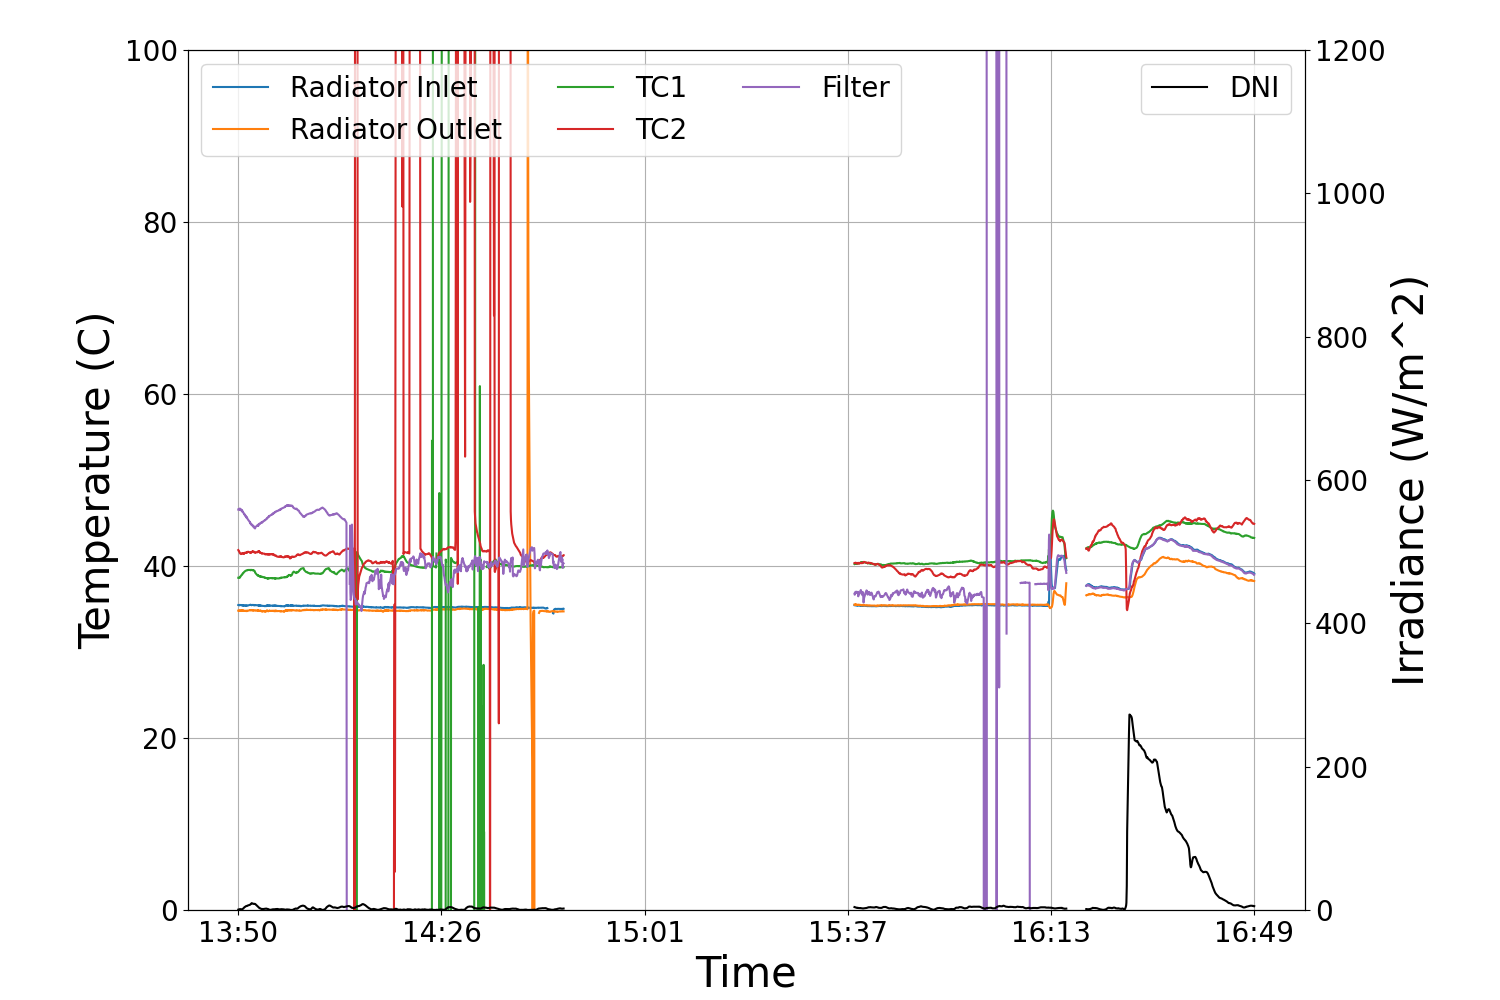 100
80
60
40
20
0
Temperature (C)
Radiator Inlet
Radiator Outlet
TC1
TC2
Filter
DNI
1200
1000
800
600
400
200
0
Irradiance (W/m^2)
13:50
14:26
15:01
15:37
16:13
16:49
Time